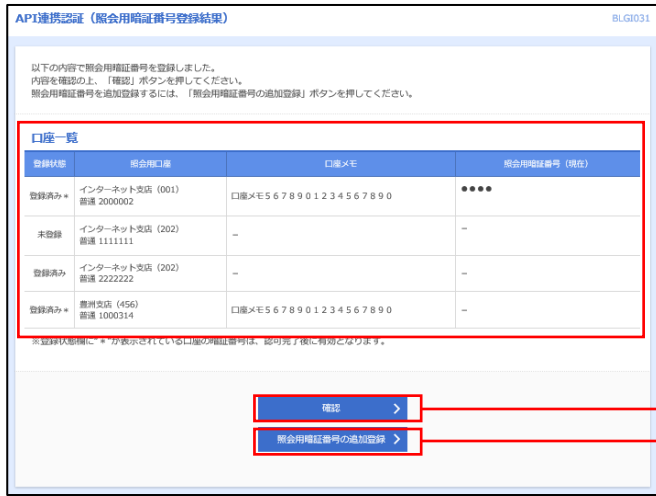 API連携認証（照会用暗証番号登録結果）
BLGI031
以下の内容で照会用暗証番号を登録しました。
内容を確認の上、「確認」ボタンを押してください。
照会用暗証番号を追加登録するには、「照会用暗証番号の追加登録」ボタンを押してください。
口座一覧
登録状態 照会用口座 口座メモ 照会用暗証番号（現在）
登録済み＊ インターネット支店（001） 口座メモ５６７８９０１２３４５６７８９０ ●●●●
普通 2000002
未登録 インターネット支店（202） － －
普通 1111111
登録済み インターネット支店（202） － －
普通 2222222
登録済み＊ 豊洲支店（456） 口座メモ５６７８９０１２３４５６７８９０ －
普通 1000314
※登録状態欄に"＊"が表示されている口座の暗証番号は、認可完了後に有効となります。
確認
照会用暗証番号の追加登録